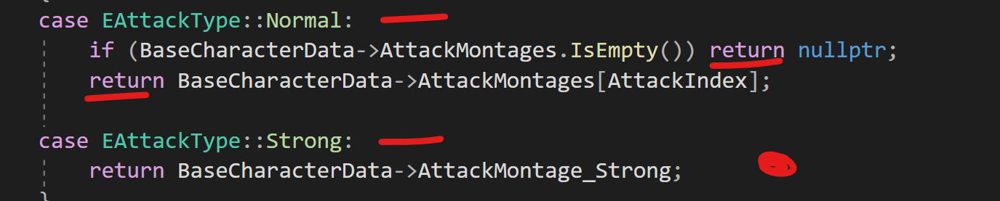 {
case EAttackType::Normal:
if (BaseCharacterData->AttackMontages.IsEmpty()) return nullptr;
return BaseCharacterData->AttackMontages[AttackIndex];
case EAttackType::Strong:
return BaseCharacterData->AttackMontage_Strong;
}